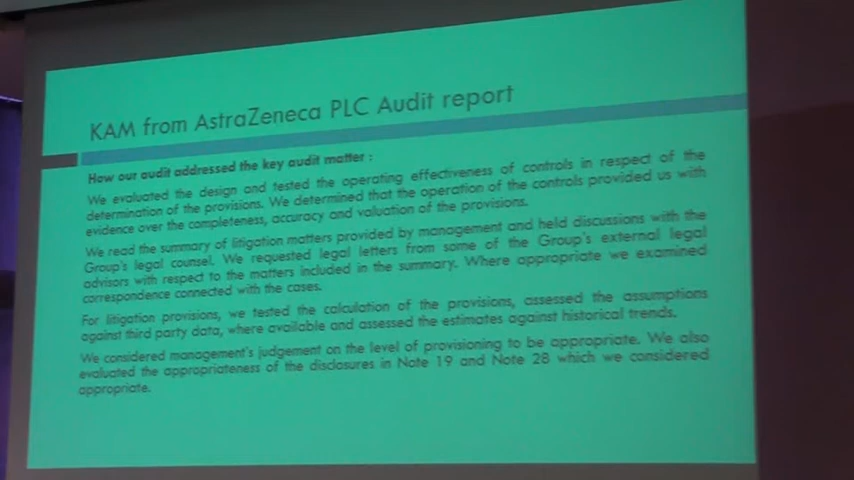 KAM from AstraZeneca PLC Audit report
How our audit addressed the key audit matter :
We evaluated the design and tested the operating effectiveness of controls in respect of the
determination of the provisions. We determined that the operation of the controls provided us with
evidence over the completeness, accuracy and valuation of the provisions.
We read the summary of litigation matters provided by management and held discussions with the
Group's legal counsel. We requested legal letters from some of the Group's external legal
advisors with respect to the matters included in the summary. Where appropriate we examined
correspondence connected with the cases.
For litigation provisions, we tested the calculation of the provisions, assessed the assumptions
against third party data, where available and assessed the estimates against historical trends.
We considered management's judgement on the level of provisioning to be appropriate. We also
evaluated the appropriateness of the disclosures in Note 19 and Note 28 which we considered
appropriate.